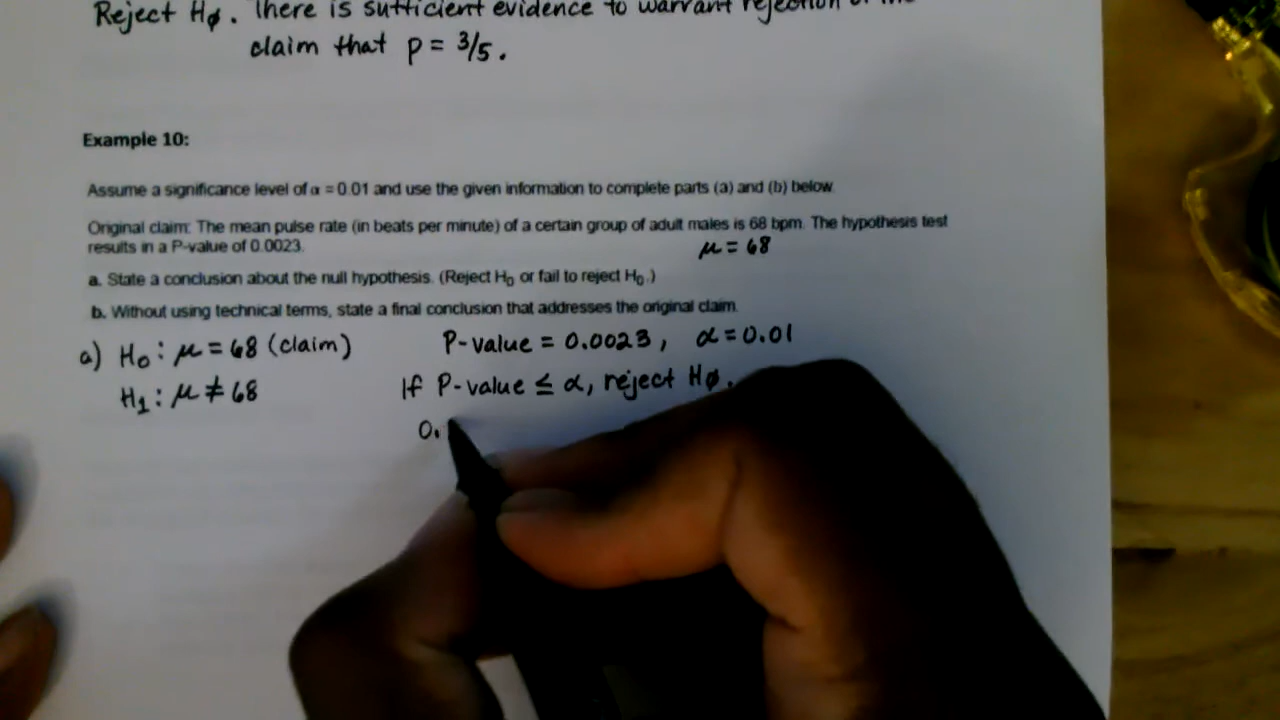 Reject H∅. There is sufficient evidence to warrant rejection of the
claim that p = 3/5.
Example 10:
Assume a significance level of α = 0.01 and use the given information to complete parts (a) and (b) below.
Original claim: The mean pulse rate (in beats per minute) of a certain group of adult males is 68 bpm. The hypothesis test
results in a P-value of 0.0023.
μ = 68
a. State a conclusion about the null hypothesis. (Reject H₀ or fail to reject H₀.)
b. Without using technical terms, state a final conclusion that addresses the original claim.
a) H₀ : μ = 68 (claim) P-value = 0.0023, α = 0.01
H₁ : μ ≠ 68 If P-value ≤ α, reject H∅.
0.